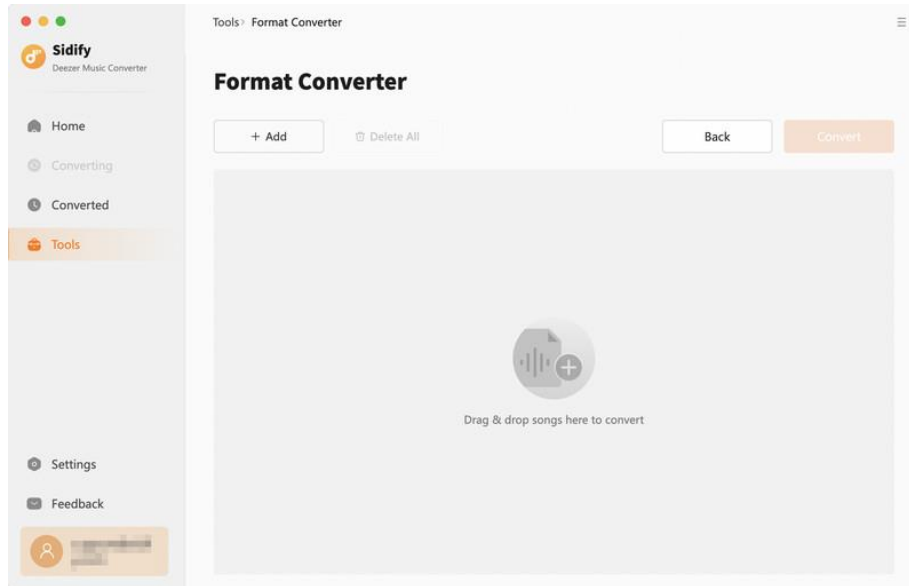 Sidify
Deezer Music Converter
Home
Converting
Converted
Tools
Settings
Feedback
Tools› Format Converter
Format Converter
+ Add
Delete All
Back
Convert
Drag & drop songs here to convert